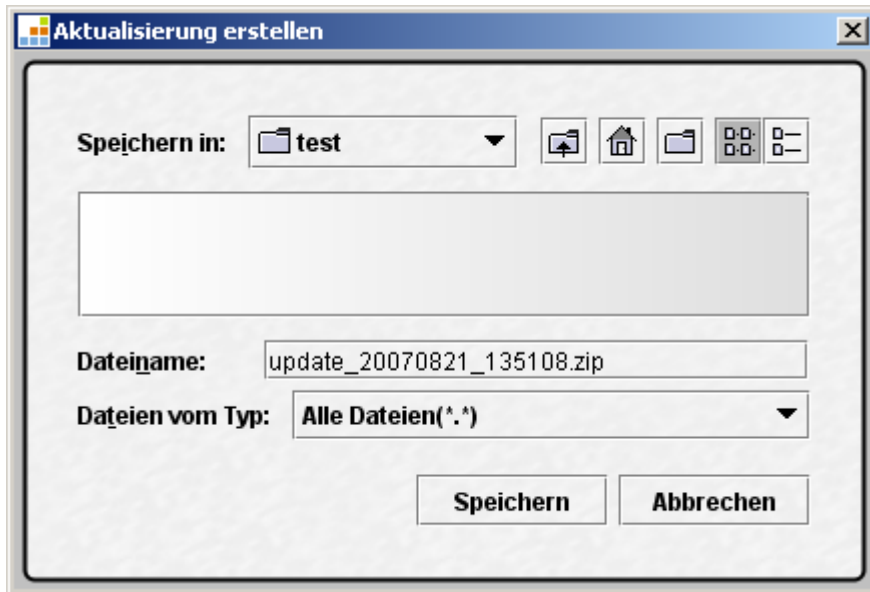 Aktualisierung erstellen
Speichern in: test
Dateiname: update_20070821_135108.zip
Dateien vom Typ: Alle Dateien(*.*)
Speichern Abbrechen